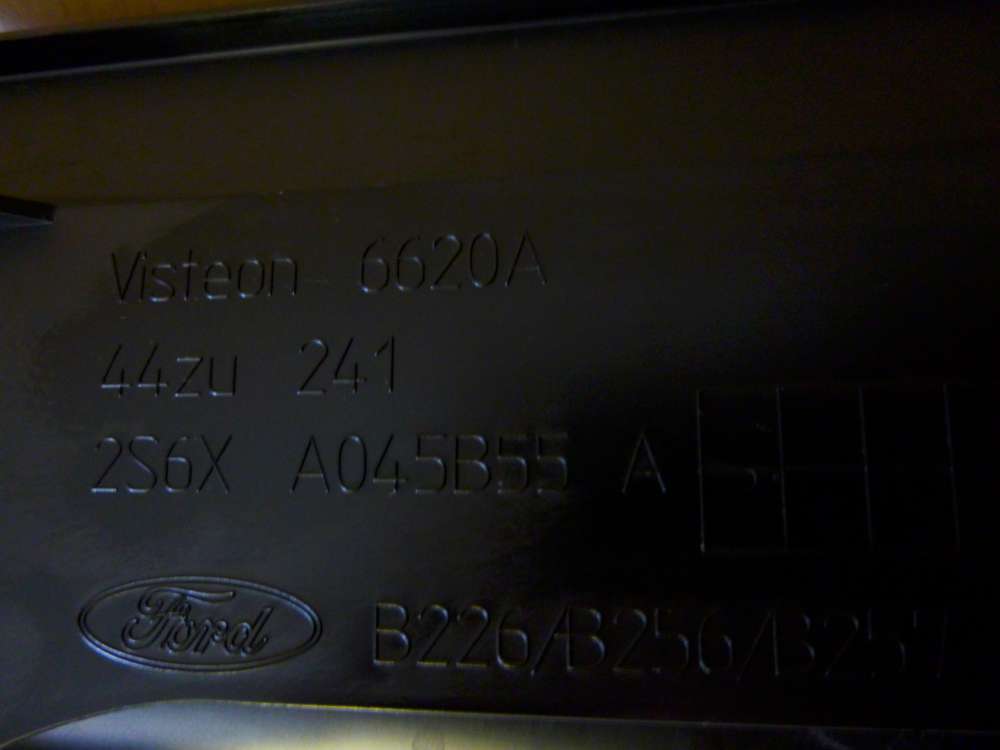 Visteon 6620A
44zu 241
2S6X A045B55 A
Ford B226/B256/B257